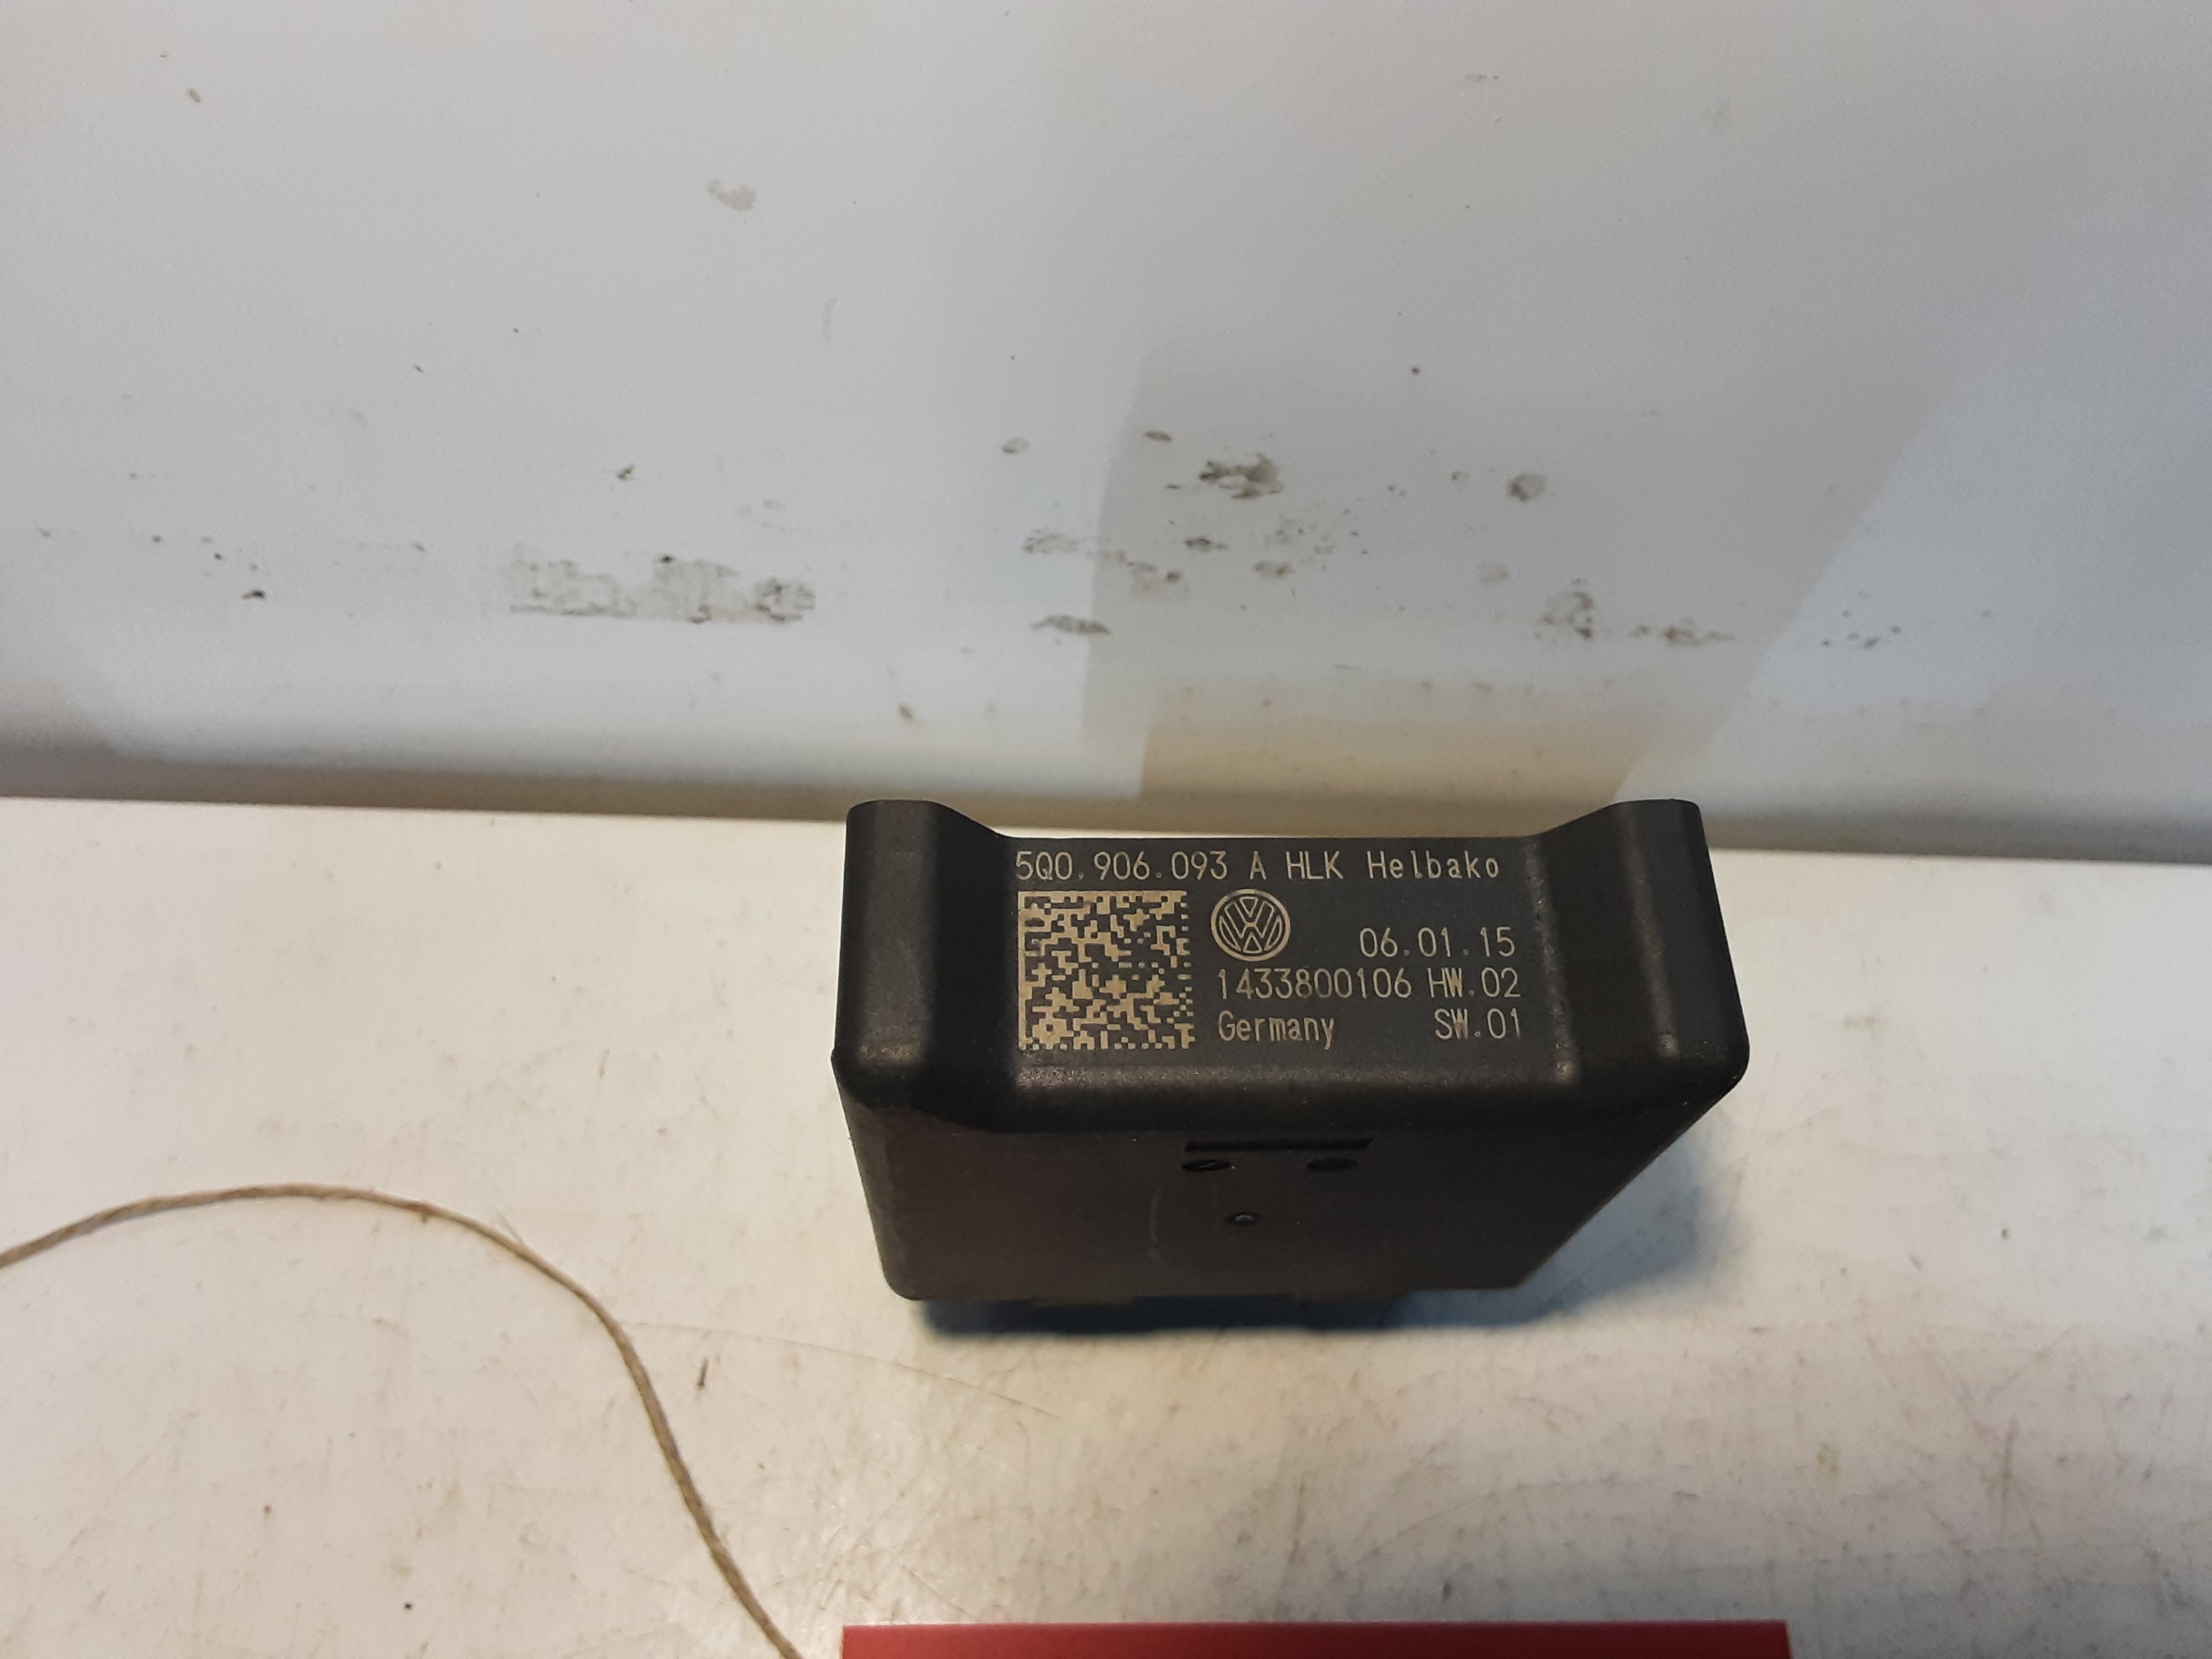 5Q0.906.093 A HLK Helbako
06.01.15
1433800106 HW.02
Germany SW.01